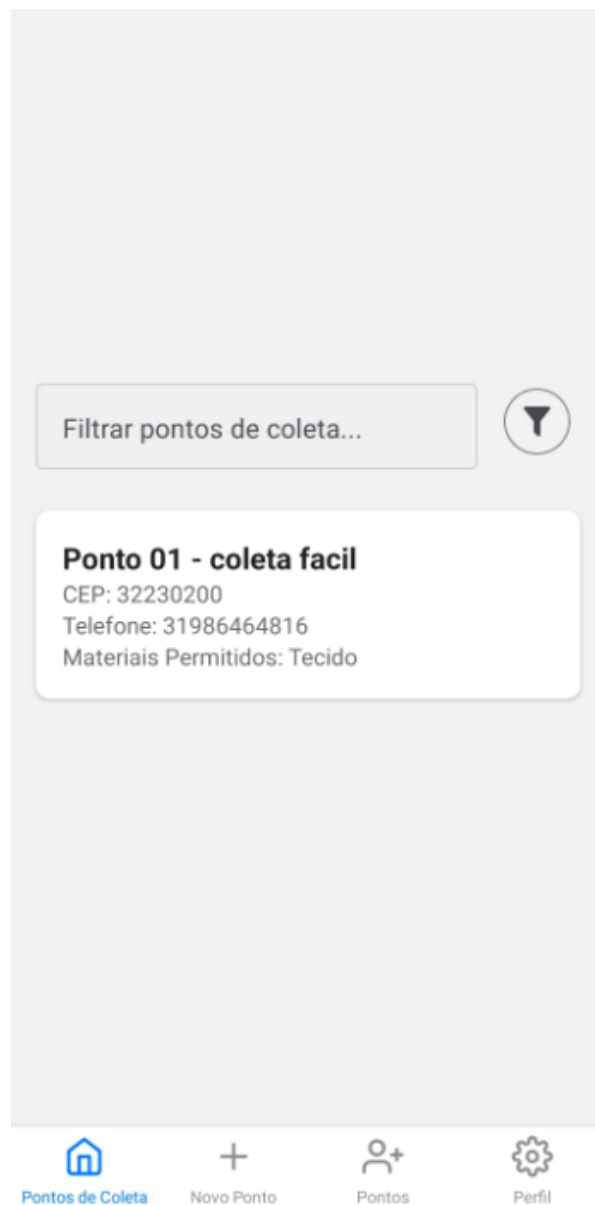 Filtrar pontos de coleta...
Ponto 01 - coleta facil
CEP: 32230200
Telefone: 31986464816
Materiais Permitidos: Tecido
Pontos de Coleta
Novo Ponto
Pontos
Perfil